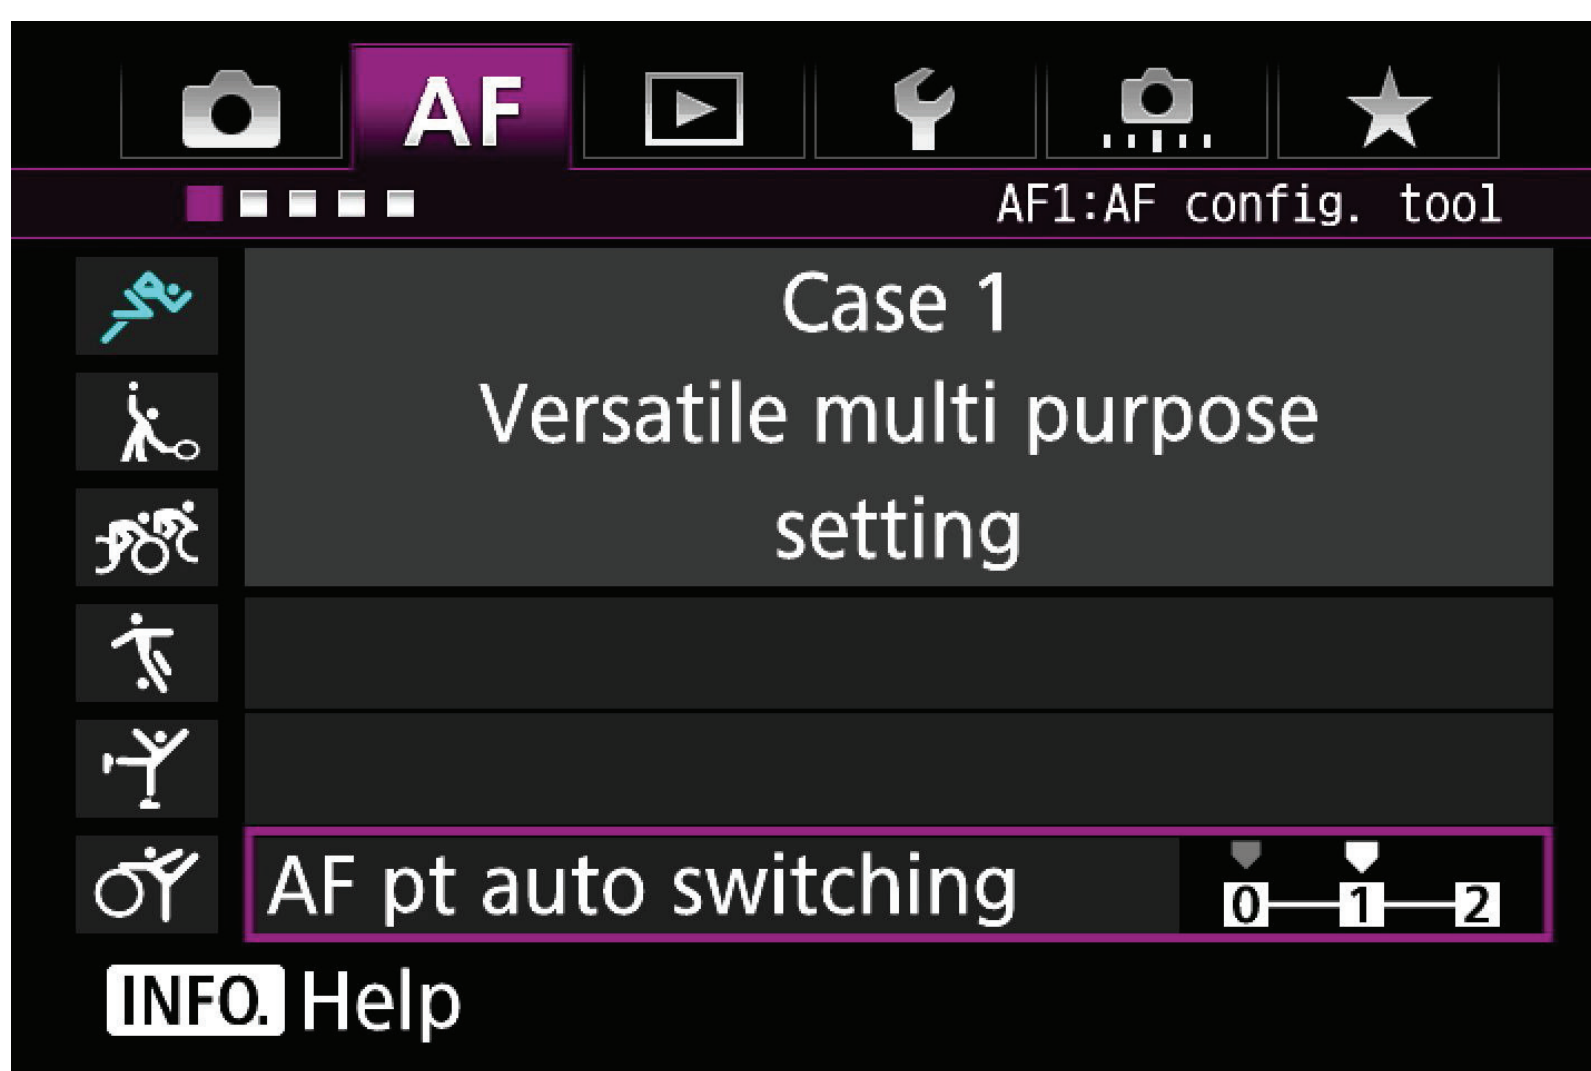 AF
AF1:AF config. tool
Case 1
Versatile multi purpose
setting
AF pt auto switching 0 1 2
INFO. Help